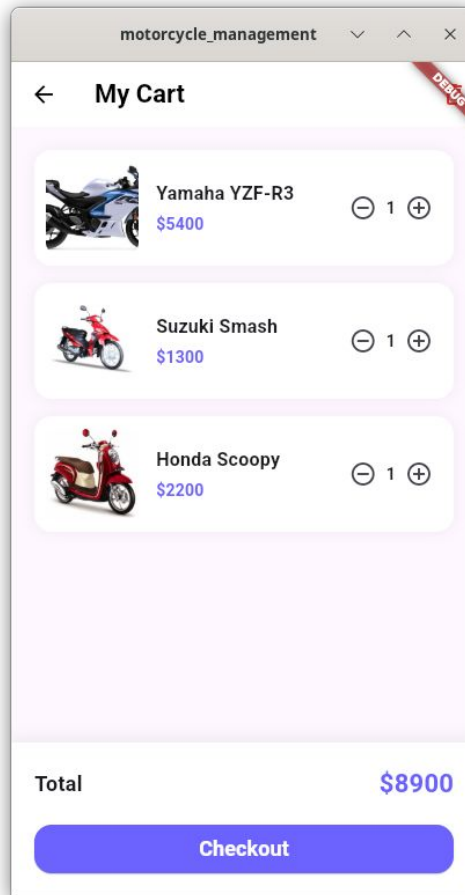 motorcycle_management
My Cart
DEBUG
Yamaha YZF-R3
$5400
1
Suzuki Smash
$1300
1
Honda Scoopy
$2200
1
Total
$8900
Checkout